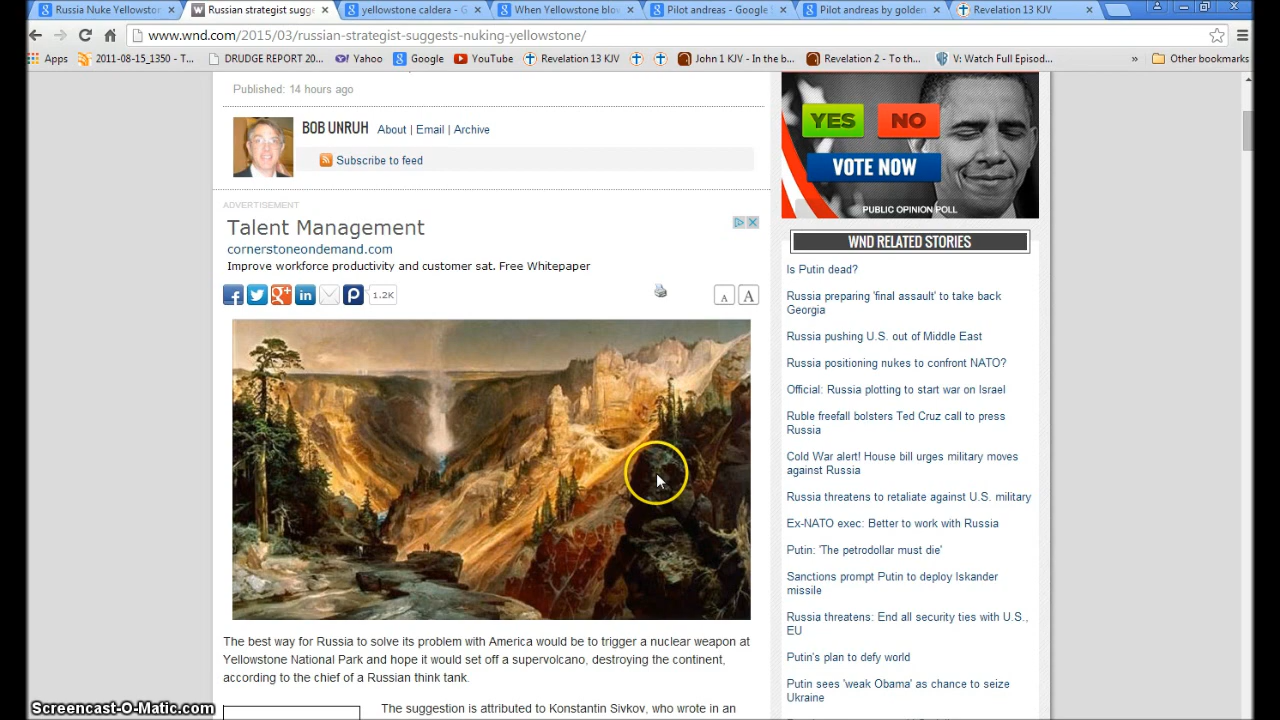 Russia Nuke Yellowston
Russian strategist sugge
yellowstone caldera - G
When Yellowstone blow
Pilot andreas - Google
Pilot andreas by golden
Revelation 13 KJV
www.wnd.com/2015/03/russian-strategist-suggests-nuking-yellowstone/
Apps
2011-08-15_1350 - T...
DRUDGE REPORT 20...
Yahoo
Google
YouTube
Revelation 13 KJV
John 1 KJV - In the b...
Revelation 2 - To th...
V: Watch Full Episod...
»
Other bookmarks
Published: 14 hours ago
BOB UNRUH About | Email | Archive
Subscribe to feed
ADVERTISEMENT
Talent Management
cornerstoneondemand.com
Improve workforce productivity and customer sat. Free Whitepaper
1.2K
A A
The best way for Russia to solve its problem with America would be to trigger a nuclear weapon at
Yellowstone National Park and hope it would set off a supervolcano, destroying the continent,
according to the chief of a Russian think tank.
The suggestion is attributed to Konstantin Sivkov, who wrote in an
YES NO
VOTE NOW
PUBLIC OPINION POLL
WND RELATED STORIES
Is Putin dead?
Russia preparing 'final assault' to take back
Georgia
Russia pushing U.S. out of Middle East
Russia positioning nukes to confront NATO?
Official: Russia plotting to start war on Israel
Ruble freefall bolsters Ted Cruz call to press
Russia
Cold War alert! House bill urges military moves
against Russia
Russia threatens to retaliate against U.S. military
Ex-NATO exec: Better to work with Russia
Putin: 'The petrodollar must die'
Sanctions prompt Putin to deploy Iskander
missile
Russia threatens: End all security ties with U.S.,
EU
Putin's plan to defy world
Putin sees 'weak Obama' as chance to seize
Ukraine
Screencast-O-Matic.com